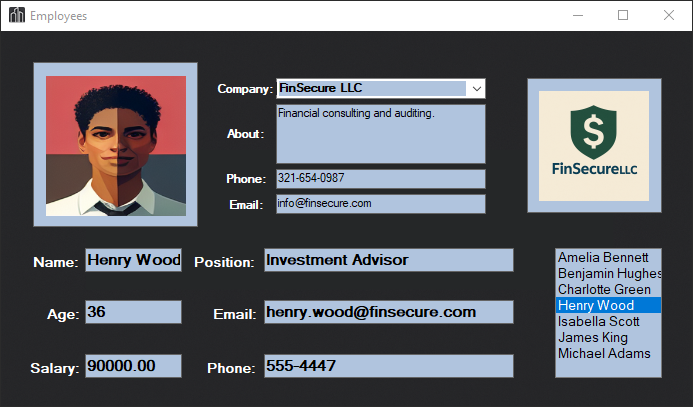 Employees
Company: FinSecure LLC
About: Financial consulting and auditing.
Phone: 321-654-0987
Email: info@finsecure.com
$
FinSecureLLC
Name: Henry Wood Position: Investment Advisor
Age: 36 Email: henry.wood@finsecure.com
Salary: 90000.00 Phone: 555-4447
Amelia Bennett
Benjamin Hughes
Charlotte Green
Henry Wood
Isabella Scott
James King
Michael Adams